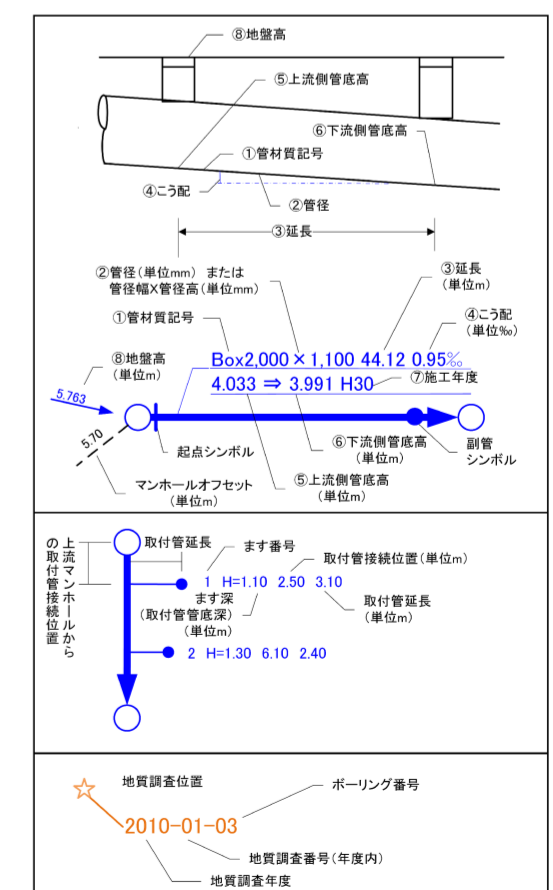 ⑧地盤高
⑤上流側管底高
⑥下流側管底高
①管材質記号
④こう配
②管径
③延長
②管径(単位mm) または
管径幅X管径高(単位mm)
③延長
(単位m)
①管材質記号
④こう配
(単位‰)
⑧地盤高
(単位m)
Box2,000×1,100 44.12 0.95‰
4.033 ⇒ 3.991 H30
⑦施工年度
5.763
5.70
起点シンボル
⑥下流側管底高
(単位m)
副管
シンボル
マンホールオフセット
(単位m)
⑤上流側管底高
(単位m)
上流マンホールから
の取付管接続位置
取付管延長
ます番号
取付管接続位置(単位m)
1 H=1.10 2.50 3.10
ます深
(取付管管底深)
(単位m)
取付管延長
(単位m)
2 H=1.30 6.10 2.40
地質調査位置
ボーリング番号
2010-01-03
地質調査番号(年度内)
地質調査年度